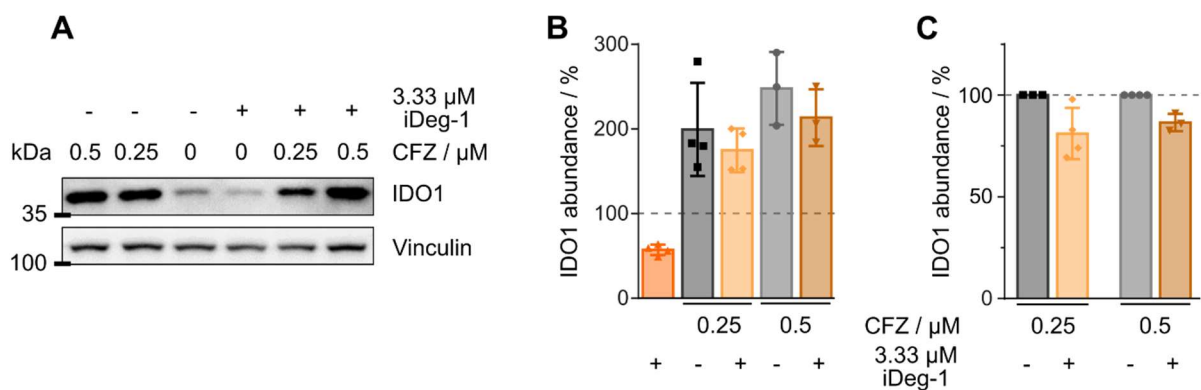 A
3.33 µM
- - - + + + iDeg-1
kDa 0.5 0.25 0 0 0.25 0.5 CFZ / µM
IDO1
35
Vinculin
100
B
IDO1 abundance / %
300
200
100
0
0.25 0.5
+ - + - +
C
IDO1 abundance / %
100
50
0
CFZ / µM 0.25 0.5
3.33 µM
iDeg-1 - + - +